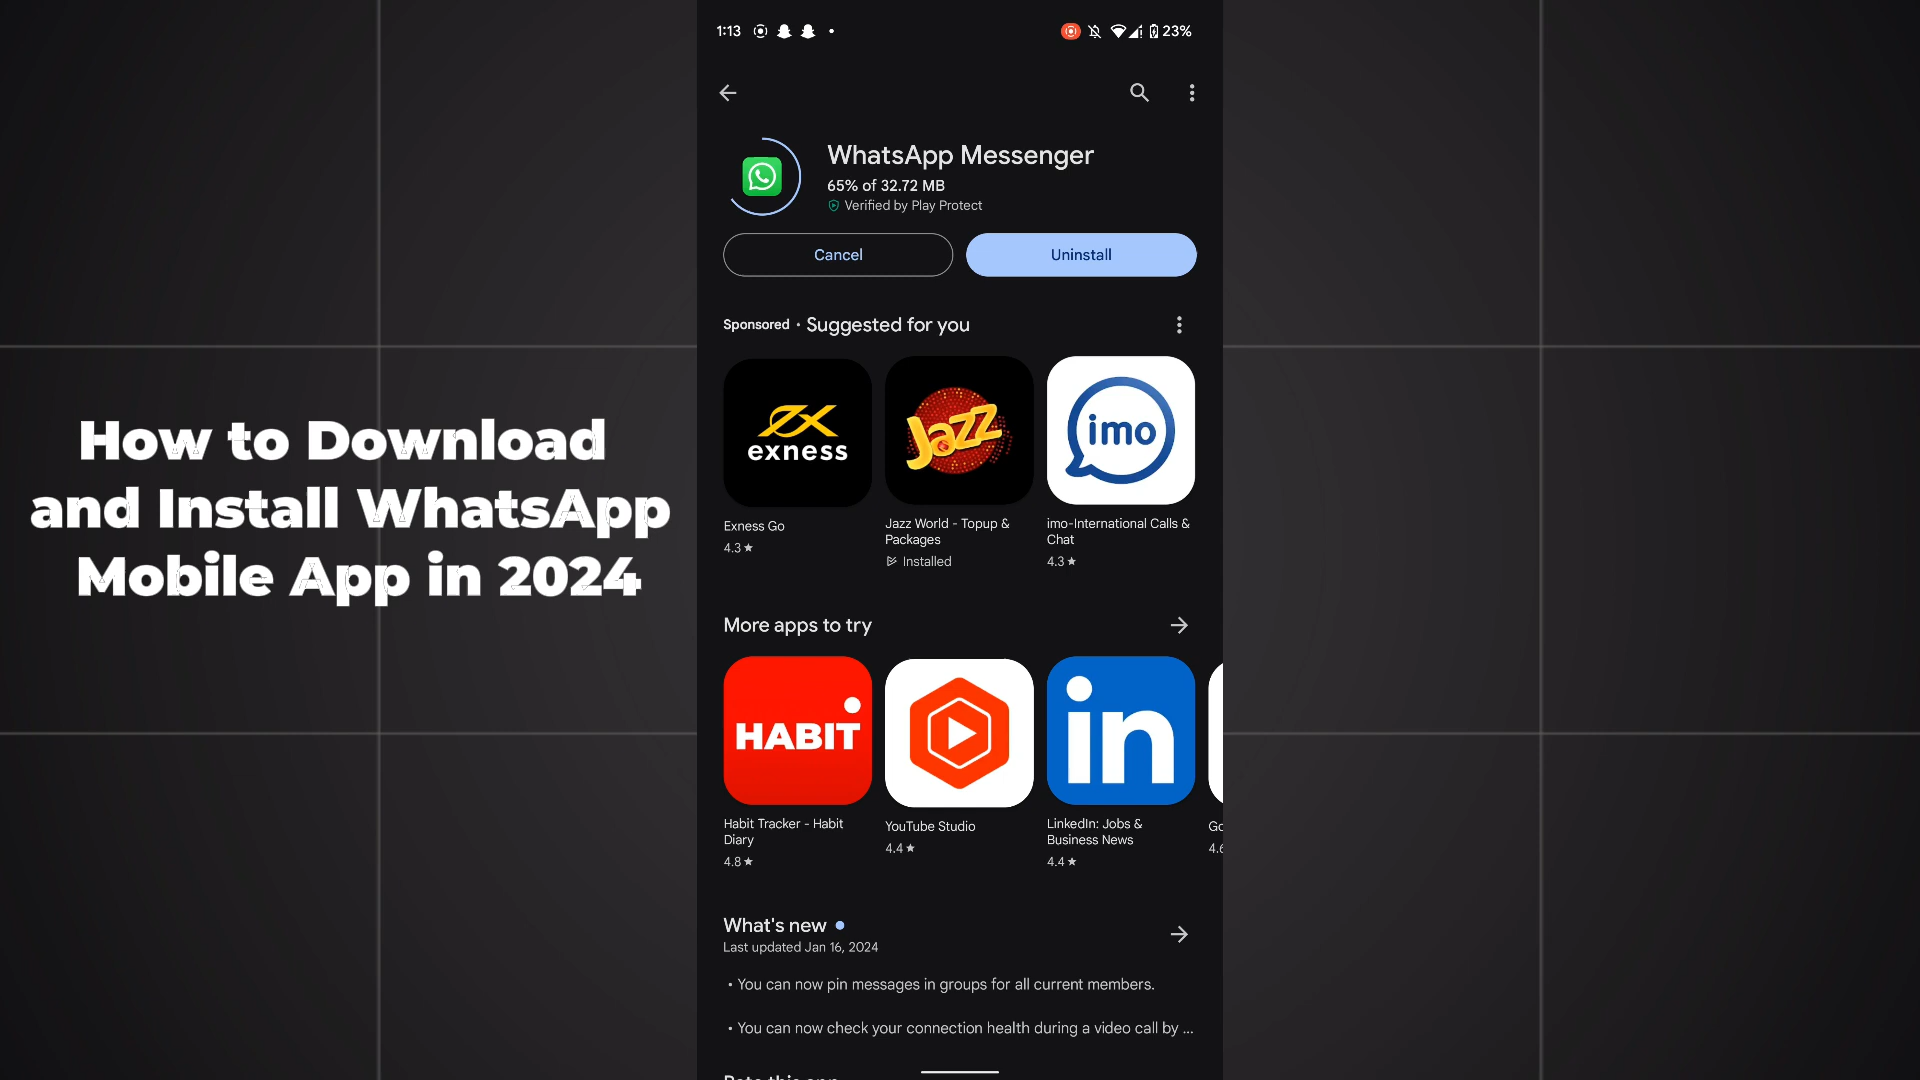 1:13
23%
WhatsApp Messenger
65% of 32.72 MB
Verified by Play Protect
Cancel
Uninstall
How to Download
and Install WhatsApp
Mobile App in 2024
Sponsored • Suggested for you
exness
Jazz
imo
Exness Go
4.3★
Jazz World - Topup &
Packages
Installed
imo-International Calls &
Chat
4.3★
More apps to try
HABIT
in
Habit Tracker - Habit
Diary
4.8★
YouTube Studio
4.4★
LinkedIn: Jobs &
Business News
4.4★
What's new
Last updated Jan 16, 2024
• You can now pin messages in groups for all current members.
• You can now check your connection health during a video call by ...